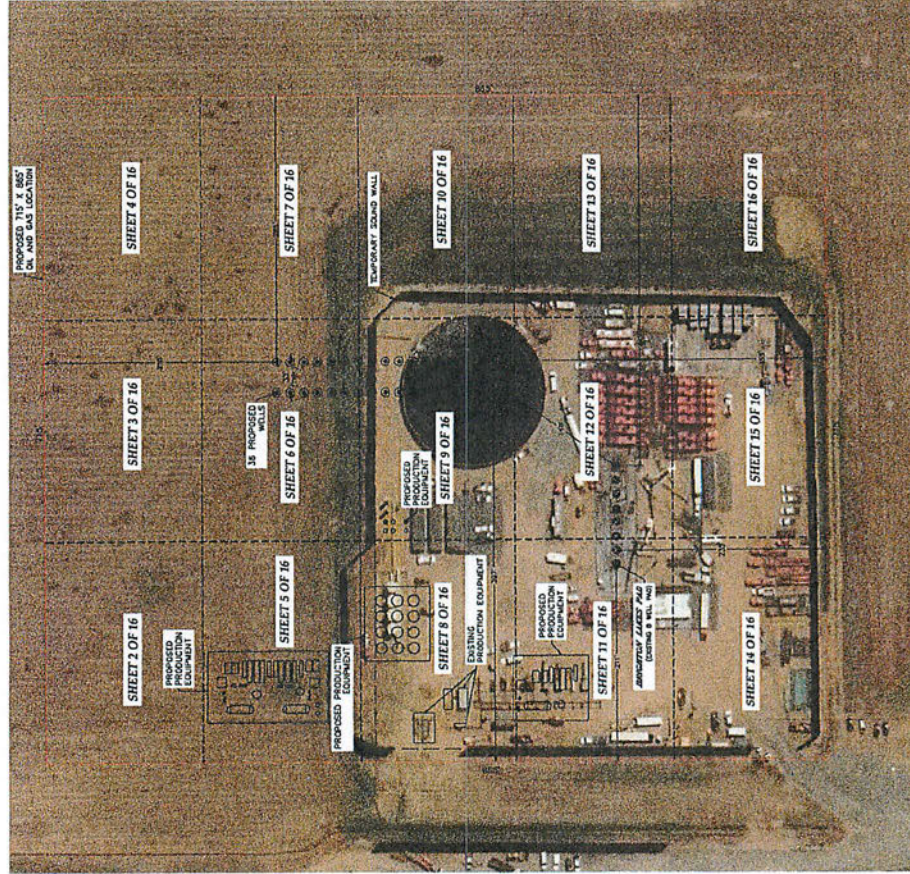 PROPOSED 715' X
OIL AND GAS LOCATION
SHEET 4 OF 16
SHEET 7 OF 16
TEMPORARY SOUND WALL
SHEET 10 OF 16
SHEET 13 OF 16
SHEET 16 OF 16
SHEET 3 OF 16
36 PROPOSED
WELLS
SHEET 6 OF 16
PROPOSED
PRODUCTION
EQUIPMENT
SHEET 9 OF 16
SHEET 12 OF 16
SHEET 15 OF 16
SHEET 2 OF 16
PROPOSED
PRODUCTION
EQUIPMENT
SHEET 5 OF 16
PROPOSED PRODUCTION
EQUIPMENT
SHEET 8 OF 16
EXISTING
PRODUCTION EQUIPMENT
PROPOSED
PRODUCTION
EQUIPMENT
SHEET 11 OF 16
BRIGHTON LAKES PAD
(EXISTING 8 WELL PAD)
SHEET 14 OF 16